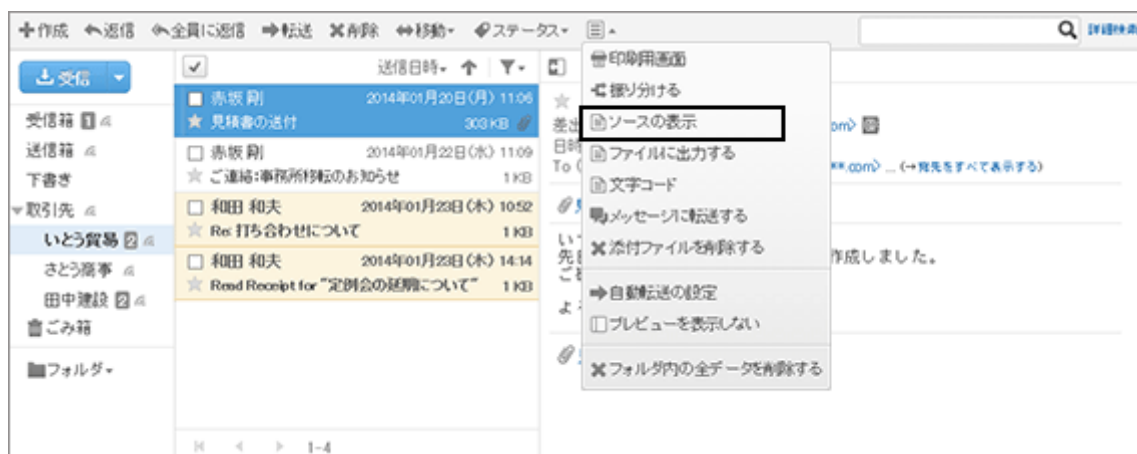 作成 返信 全員に返信 転送 削除 移動 ステータス
受信
受信箱 1
送信箱
下書き
取引先
いとう貿易 2
さとう商事
田中建設 2
ごみ箱
フォルダ
送信日時
赤坂 剛 2014年01月20日(月) 11:06
見積書の送付 303 KB
赤坂 剛 2014年01月22日(水) 11:09
ご連絡:事務所移転のお知らせ 1 KB
和田 和夫 2014年01月23日(木) 10:52
Re: 打ち合わせについて 1 KB
和田 和夫 2014年01月23日(木) 14:14
Read Receipt for "定例会の延期について" 1 KB
1-4
印刷用画面
振り分ける
ソースの表示
ファイルに出力する
文字コード
メッセージに転送する
添付ファイルを削除する
自動転送の設定
プレビューを表示しない
フォルダ内の全データを削除する
差出
日時
To (
om>
**.com> ... (→宛先をすべて表示する)
い
先
作成しました。
ご
よ